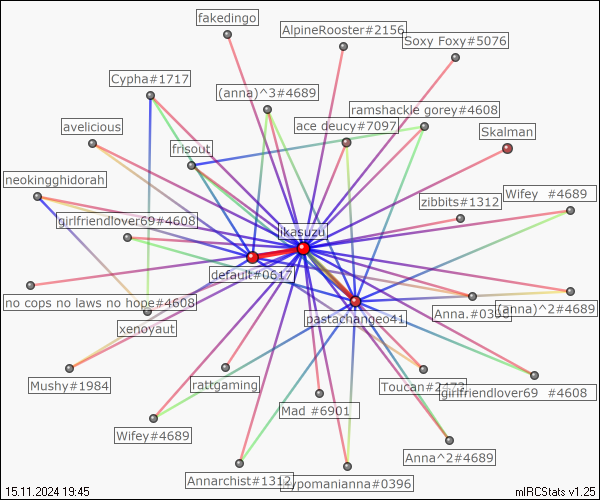 fakedingo
AlpineRooster#2156
Soxy Foxy#5076
Cypha#1717
(anna)^3#4689
ramshackle gorey#4608
avelicious
ace deucy#7097
Skalman
frisout
neokingghidorah
zibbits#1312
Wifey #4689
girlfriendlover69#4608
ikasuzu
default#0617
no cops no laws no hope#4608
Anna.#0396
(anna)^2#4689
pastachangeo41
xenoyaut
Mushy#1984
rattgaming
Toucan#2473
girlfriendlover69 #4608
Mad #6901
Wifey#4689
Anna^2#4689
Annarchist#1312
Hypomanianna#0396
15.11.2024 19:45
mIRCStats v1.25